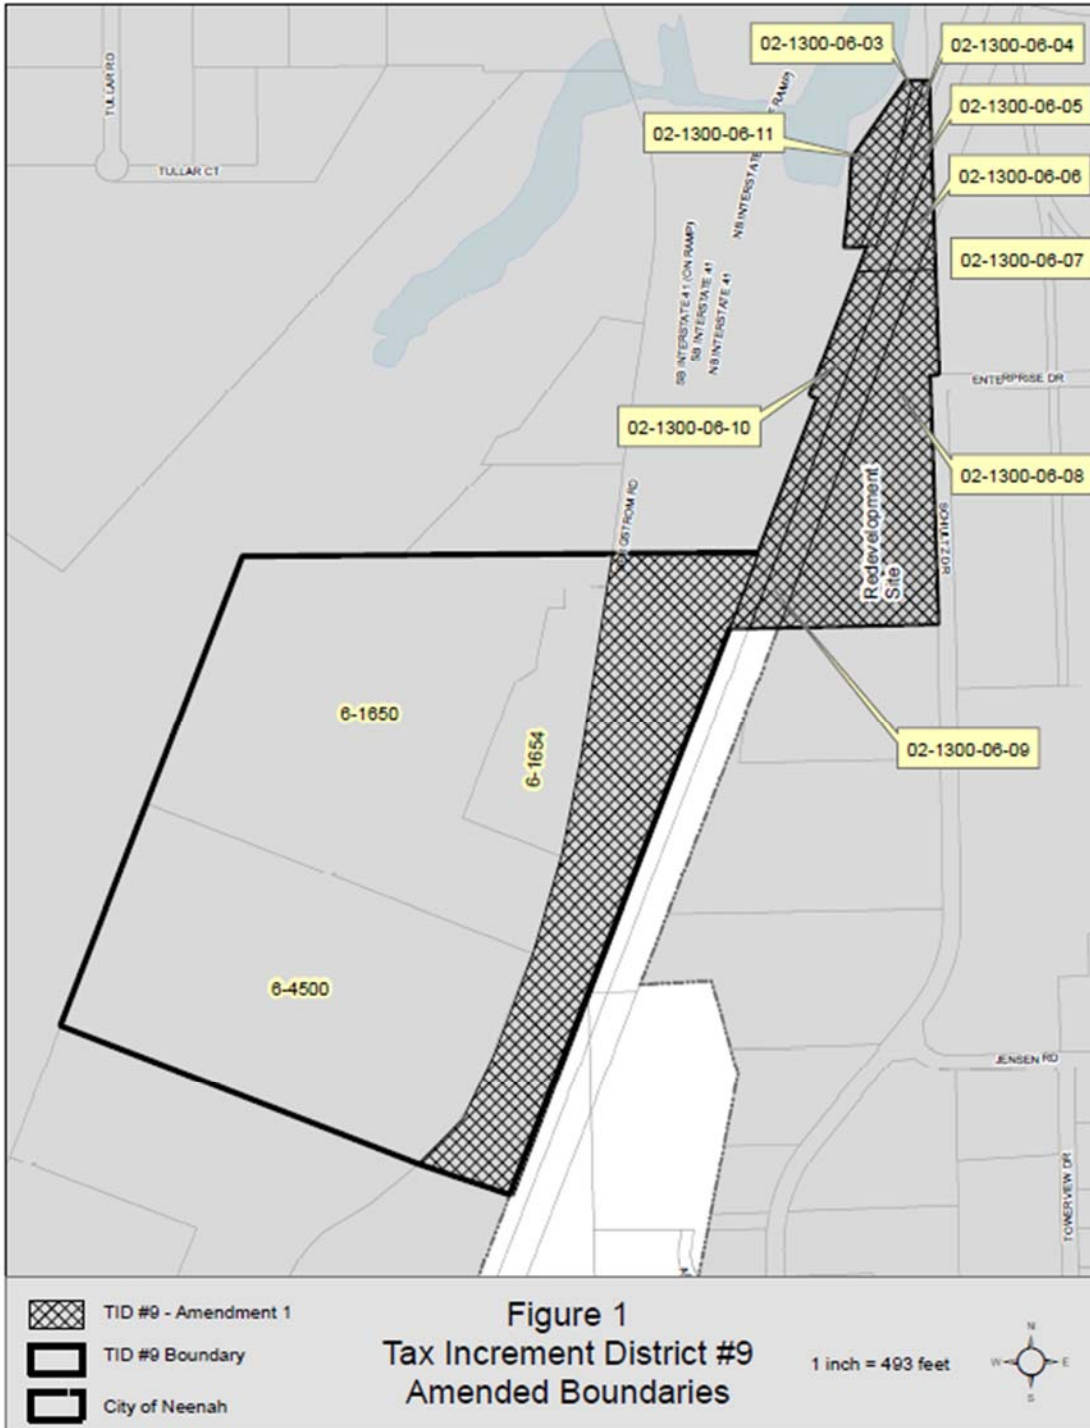 02-1300-06-03
02-1300-06-04
TULLAR RD
02-1300-06-05
02-1300-06-11
NB INTERSTATE
RAMP)
TULLAR CT
02-1300-06-06
SB INTERSTATE 41 (ON RAMP)
SB INTERSTATE 41
NB INTERSTATE 41
02-1300-06-07
ENTERPRISE DR
02-1300-06-10
02-1300-06-08
Redevelopment
Site
SCHULTZ DR
STROM RD
6-1650
6-1654
02-1300-06-09
6-4500
JENSEN RD
TOWERVIEW DR
TID #9 - Amendment 1
TID #9 Boundary
City of Neenah
Figure 1
Tax Increment District #9
Amended Boundaries
1 inch = 493 feet
N
W
E
S